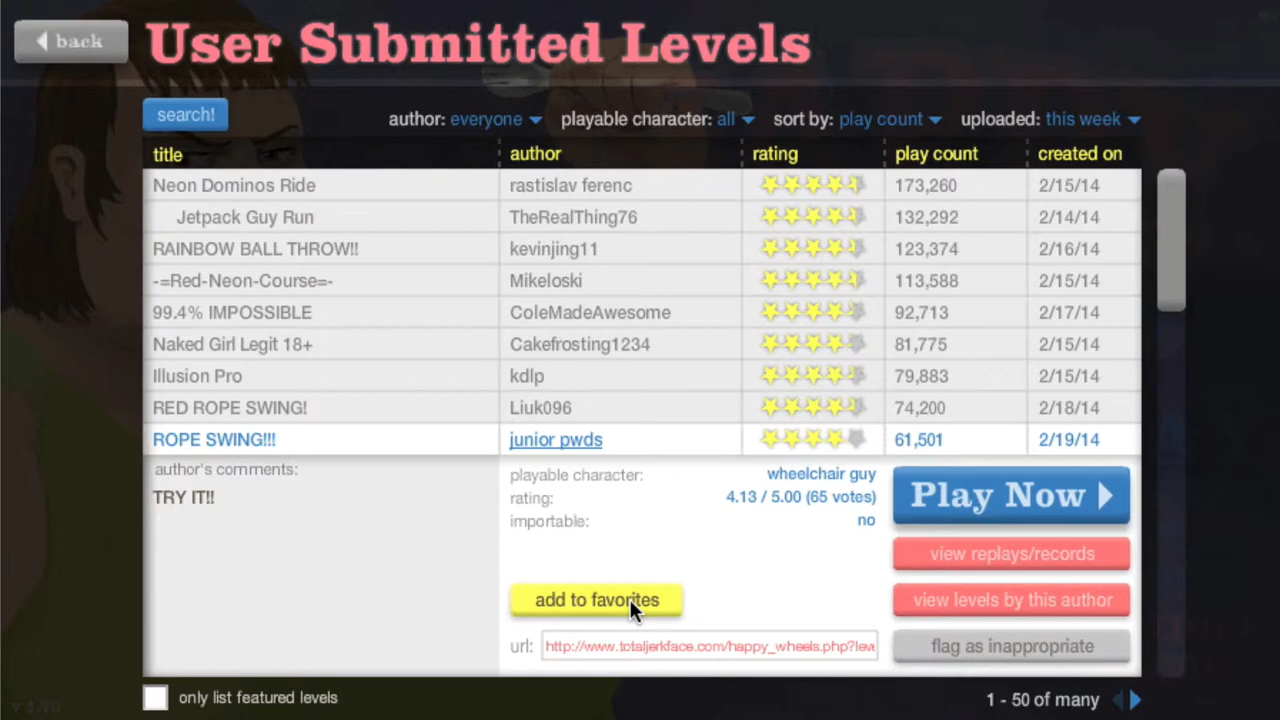 back
User Submitted Levels
search!
author: everyone playable character: all sort by: play count uploaded: this week
title author rating play count created on
Neon Dominos Ride rastislav ferenc 173,260 2/15/14
Jetpack Guy Run TheRealThing76 132,292 2/14/14
RAINBOW BALL THROW!! kevinjing11 123,374 2/16/14
-=Red-Neon-Course=- Mikeloski 113,588 2/15/14
99.4% IMPOSSIBLE ColeMadeAwesome 92,713 2/17/14
Naked Girl Legit 18+ Cakefrosting1234 81,775 2/15/14
Illusion Pro kdlp 79,883 2/15/14
RED ROPE SWING! Liuk096 74,200 2/18/14
ROPE SWING!!! junior pwds 61,501 2/19/14
author's comments:
TRY IT!!
playable character: wheelchair guy
rating: 4.13 / 5.00 (65 votes)
importable: no
add to favorites
url: http://www.totaljerkface.com/happy_wheels.php?lev
Play Now
view replays/records
view levels by this author
flag as inappropriate
only list featured levels
1 - 50 of many